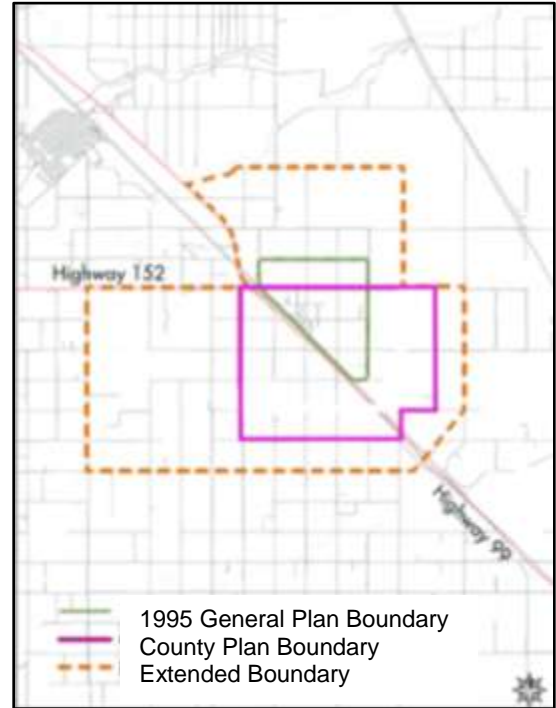 Highway 152
Highway 99
1995 General Plan Boundary
County Plan Boundary
Extended Boundary